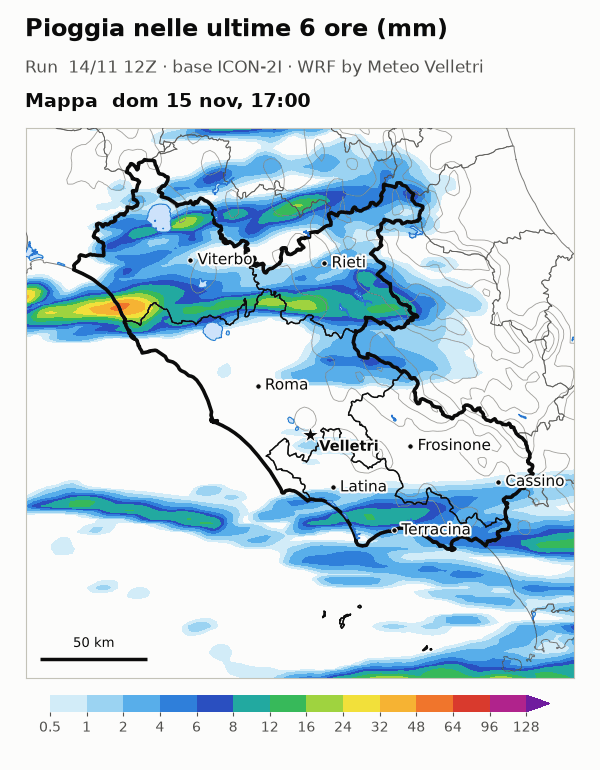 Pioggia nelle ultime 6 ore (mm)
Run 14/11 12Z · base ICON-2I · WRF by Meteo Velletri
Mappa dom 15 nov, 17:00
Viterbo
Rieti
Roma
Velletri
Frosinone
Latina
Cassino
Terracina
50 km
0.5 1 2 4 6 8 12 16 24 32 48 64 96 128